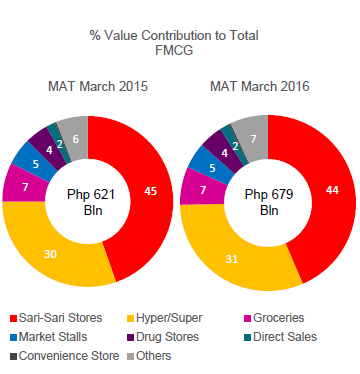 % Value Contribution to Total
FMCG
MAT March 2015
MAT March 2016
6
2
4
5
7
30
45
Php 621
Bln
7
2
4
5
7
31
44
Php 679
Bln
Sari-Sari Stores
Hyper/Super
Groceries
Market Stalls
Drug Stores
Direct Sales
Convenience Store
Others